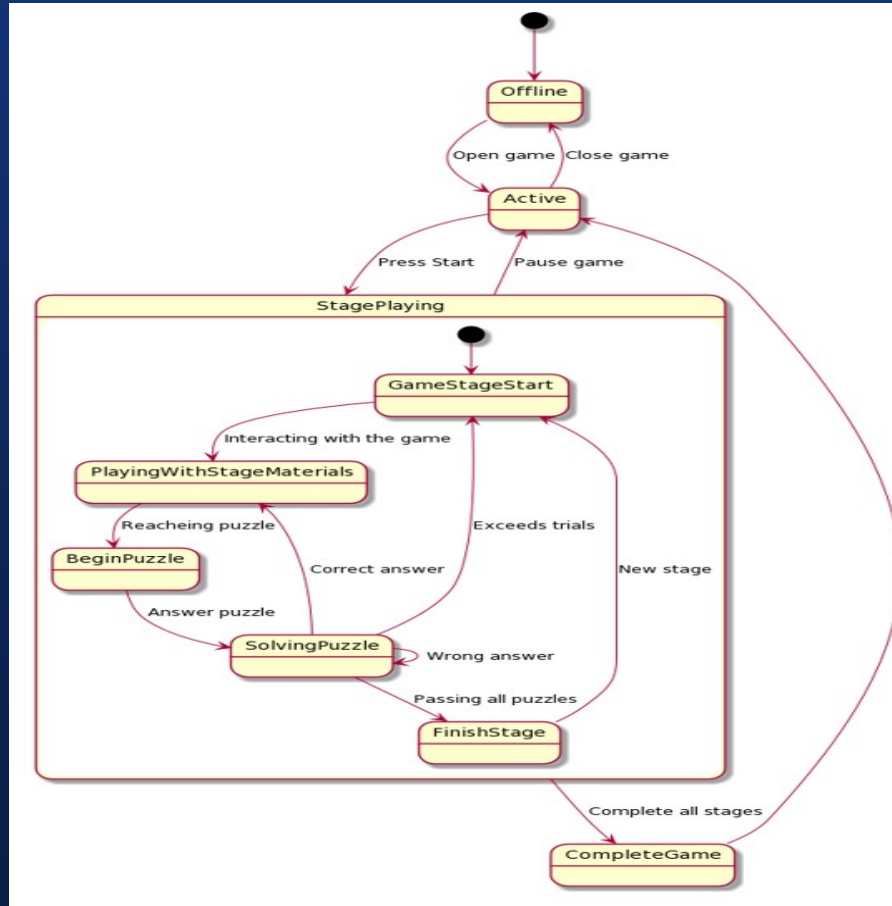 Offline
Open game
Close game
Active
Press Start
Pause game
StagePlaying
GameStageStart
Interacting with the game
PlayingWithStageMaterials
Reacheing puzzle
Exceeds trials
BeginPuzzle
Correct answer
New stage
Answer puzzle
SolvingPuzzle
Wrong answer
Passing all puzzles
FinishStage
Complete all stages
CompleteGame